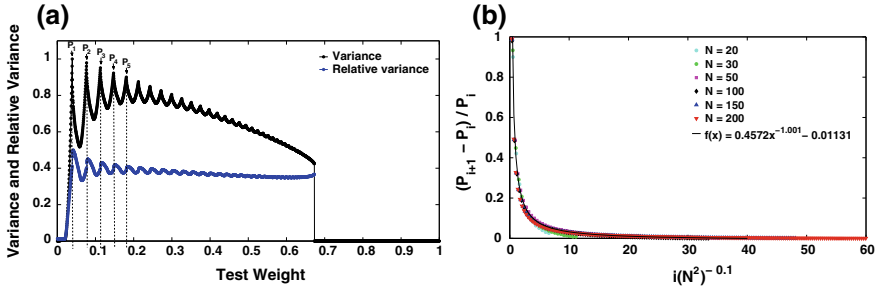 (a)
P1 P2 P3 P4 P5
Variance
Relative variance
Variance and Relative Variance
1
0.8
0.6
0.4
0.2
0
0 0.1 0.2 0.3 0.4 0.5 0.6 0.7 0.8 0.9 1
Test Weight
(b)
N = 20
N = 30
N = 50
N = 100
N = 150
N = 200
f(x) = 0.4572x^−1.001 − 0.01131
(Pi+1 − Pi) / Pi
1
0.8
0.6
0.4
0.2
0
0 10 20 30 40 50 60
i(N²)^− 0.1